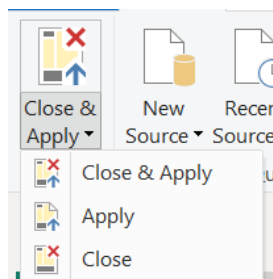 Close & New Recen
Apply Source Source
Close & Apply
Apply
Close